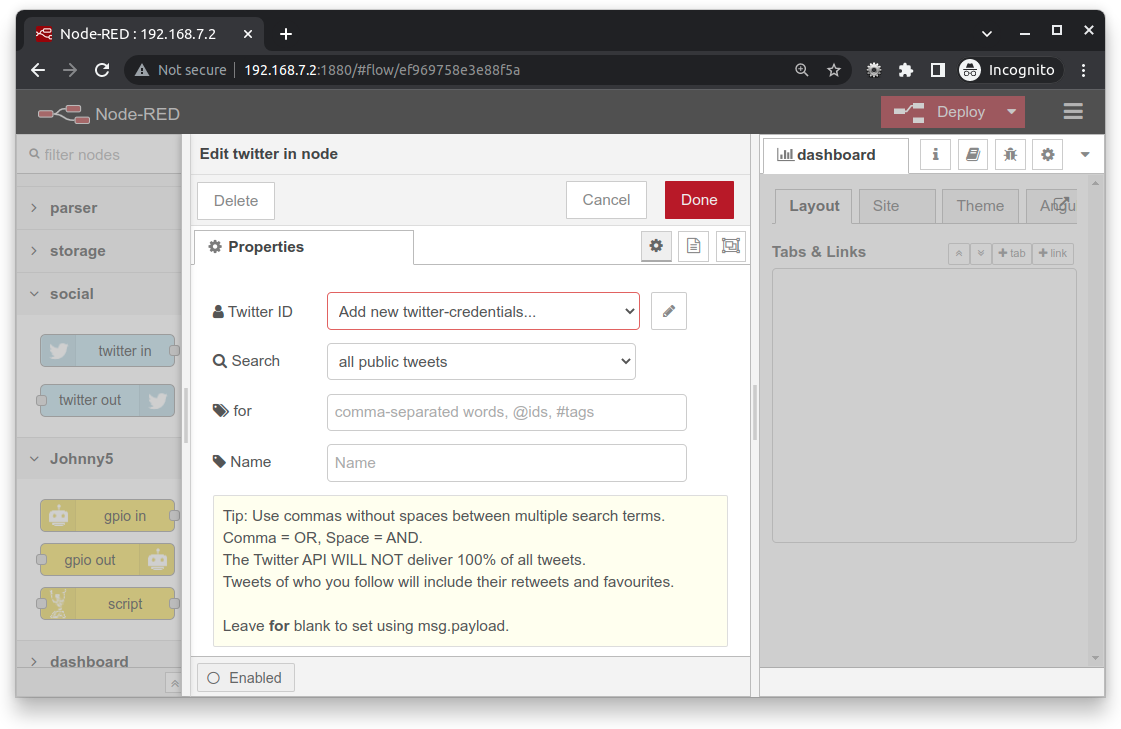 Node-RED : 192.168.7.2
Not secure 192.168.7.2:1880/#flow/ef969758e3e88f5a Incognito
Node-RED Deploy
filter nodes
parser
storage
social
twitter in
twitter out
Johnny5
gpio in
gpio out
script
dashboard
Edit twitter in node
Delete Cancel Done
Properties
Twitter ID Add new twitter-credentials...
Search all public tweets
for comma-separated words, @ids, #tags
Name Name
Tip: Use commas without spaces between multiple search terms.
Comma = OR, Space = AND.
The Twitter API WILL NOT deliver 100% of all tweets.
Tweets of who you follow will include their retweets and favourites.
Leave for blank to set using msg.payload.
Enabled
dashboard
Layout Site Theme Angu
Tabs & Links +tab +link